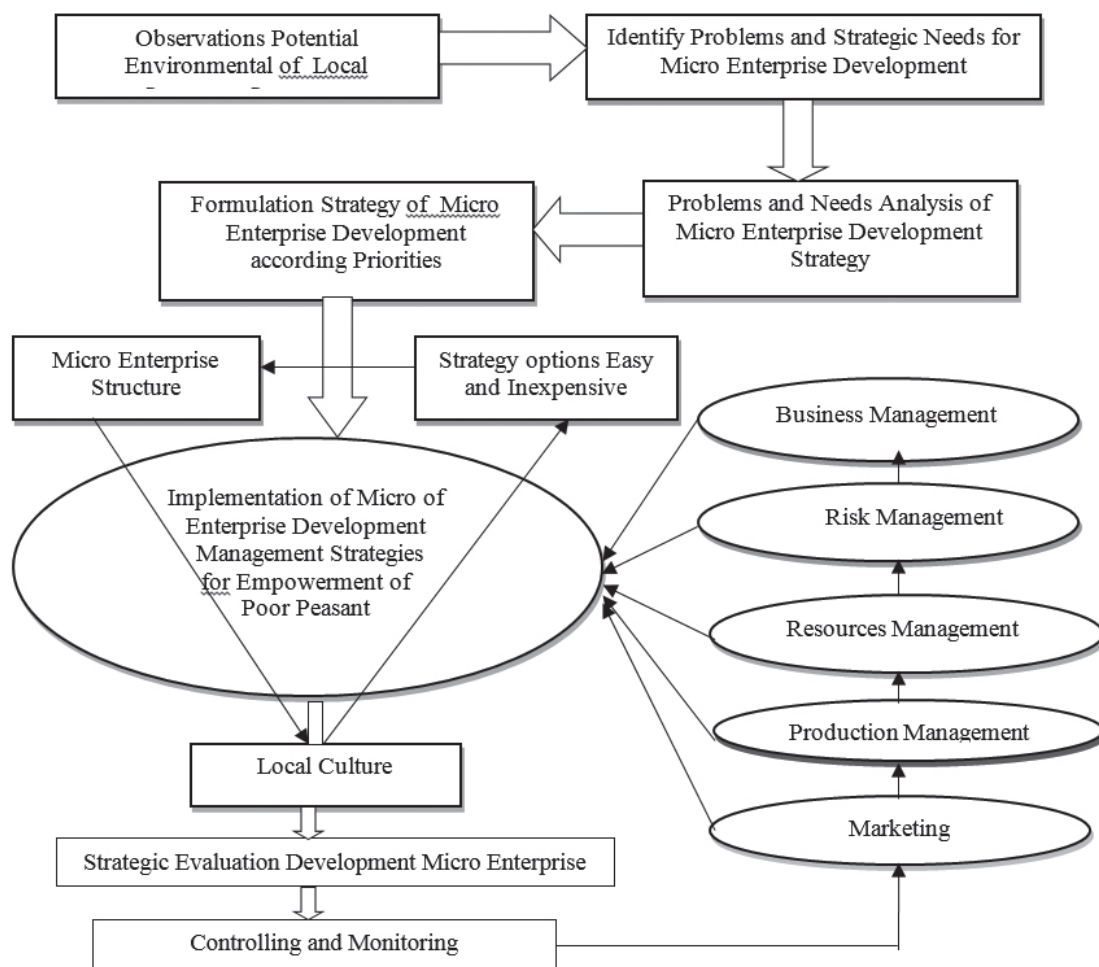 Observations Potential
Environmental of Local
Identify Problems and Strategic Needs for
Micro Enterprise Development
Formulation Strategy of Micro
Enterprise Development
according Priorities
Problems and Needs Analysis of
Micro Enterprise Development
Strategy
Micro Enterprise
Structure
Strategy options Easy
and Inexpensive
Business Management
Implementation of Micro of
Enterprise Development
Management Strategies
for Empowerment of
Poor Peasant
Risk Management
Resources Management
Production Management
Local Culture
Marketing
Strategic Evaluation Development Micro Enterprise
Controlling and Monitoring